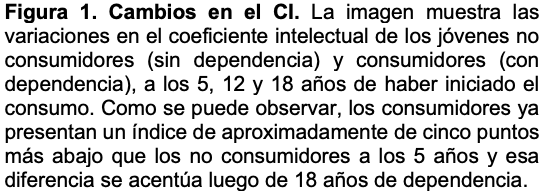 Figura 1. Cambios en el CI. La imagen muestra las
variaciones en el coeficiente intelectual de los jóvenes no
consumidores (sin dependencia) y consumidores (con
dependencia), a los 5, 12 y 18 años de haber iniciado el
consumo. Como se puede observar, los consumidores ya
presentan un índice de aproximadamente de cinco puntos
más abajo que los no consumidores a los 5 años y esa
diferencia se acentúa luego de 18 años de dependencia.